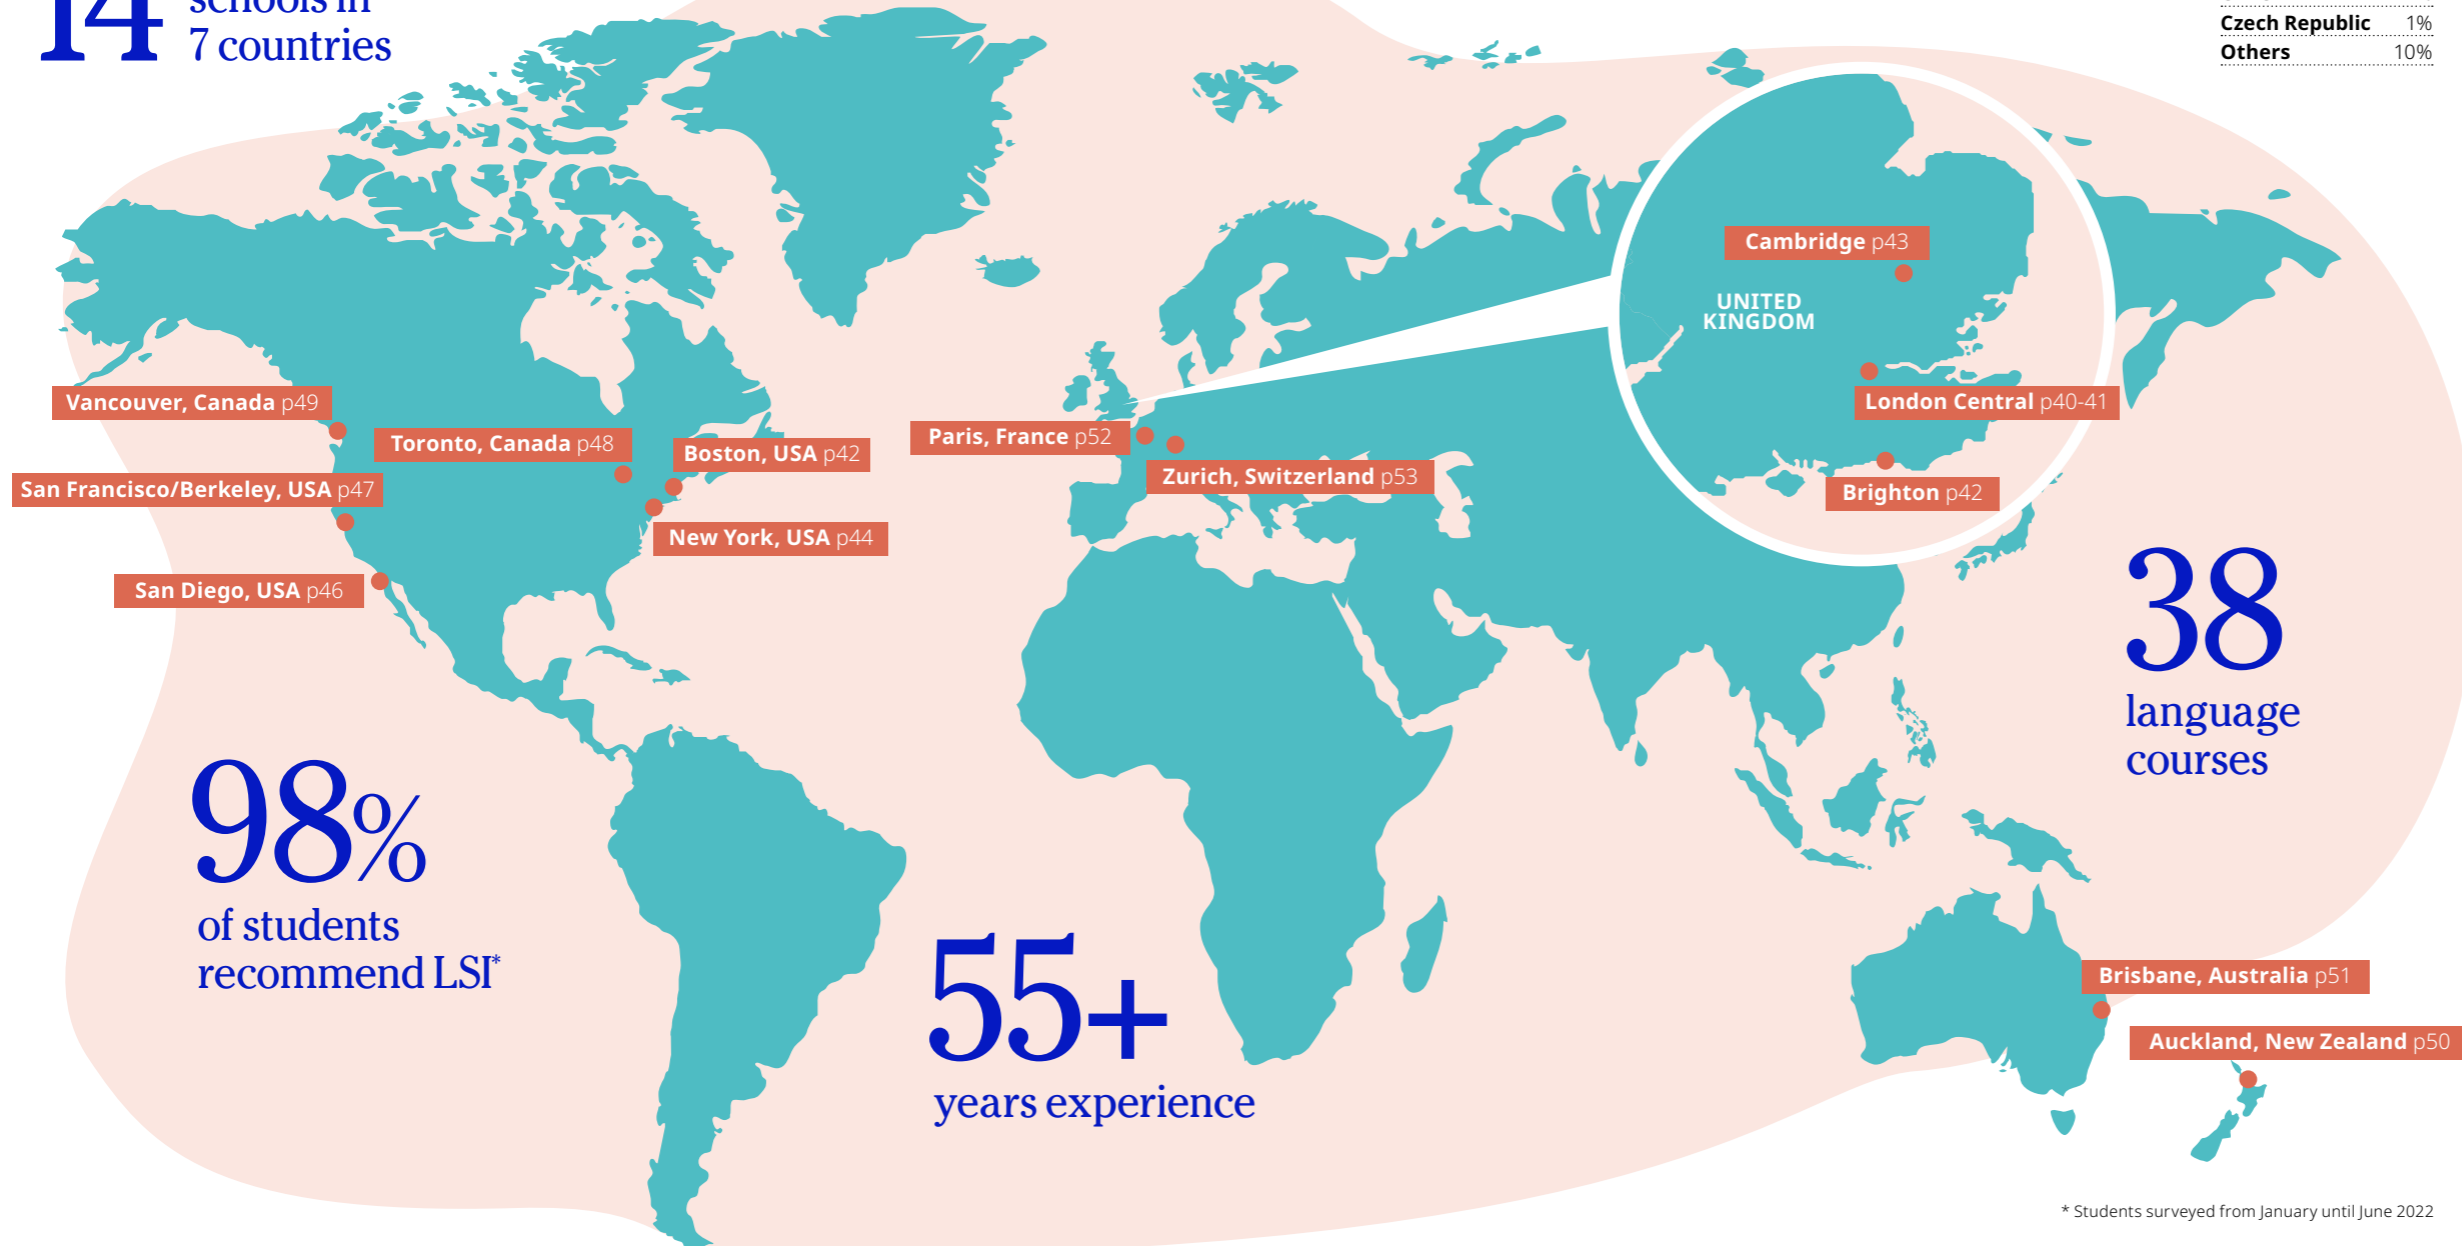 14
schools in
7 countries
Czech Republic 1%
Others 10%
Cambridge p43
UNITED
KINGDOM
London Central p40-41
Brighton p42
Vancouver, Canada p49
Toronto, Canada p48
Boston, USA p42
San Francisco/Berkeley, USA p47
New York, USA p44
San Diego, USA p46
Paris, France p52
Zurich, Switzerland p53
38
language
courses
98%
of students
recommend LSI*
55+
years experience
Brisbane, Australia p51
Auckland, New Zealand p50
* Students surveyed from January until June 2022